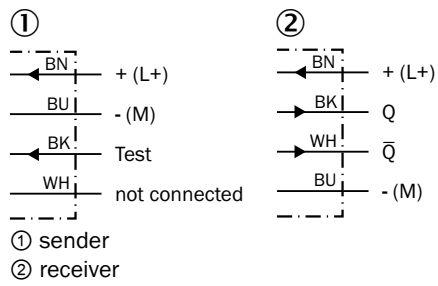 ① ②
BN + (L+) BN + (L+)
BU - (M) BK Q
BK Test WH Q̅
WH not connected BU - (M)
① sender
② receiver